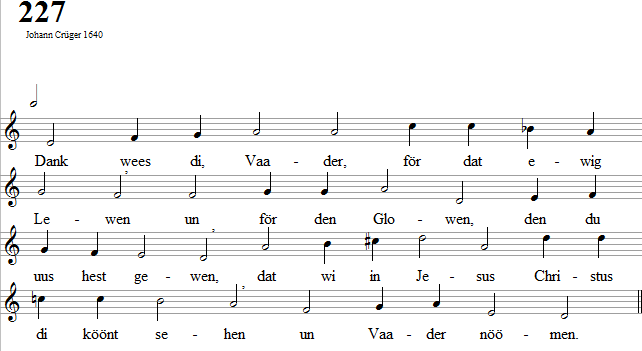 227
Johann Crüger 1640
Dank wees di, Vaa - der, för dat e - wig
Le - wen un för den Glo - wen, den du
uus hest ge - wen, dat wi in Je - sus Chri - stus
di köönt se - hen un Vaa - der nöö - men.